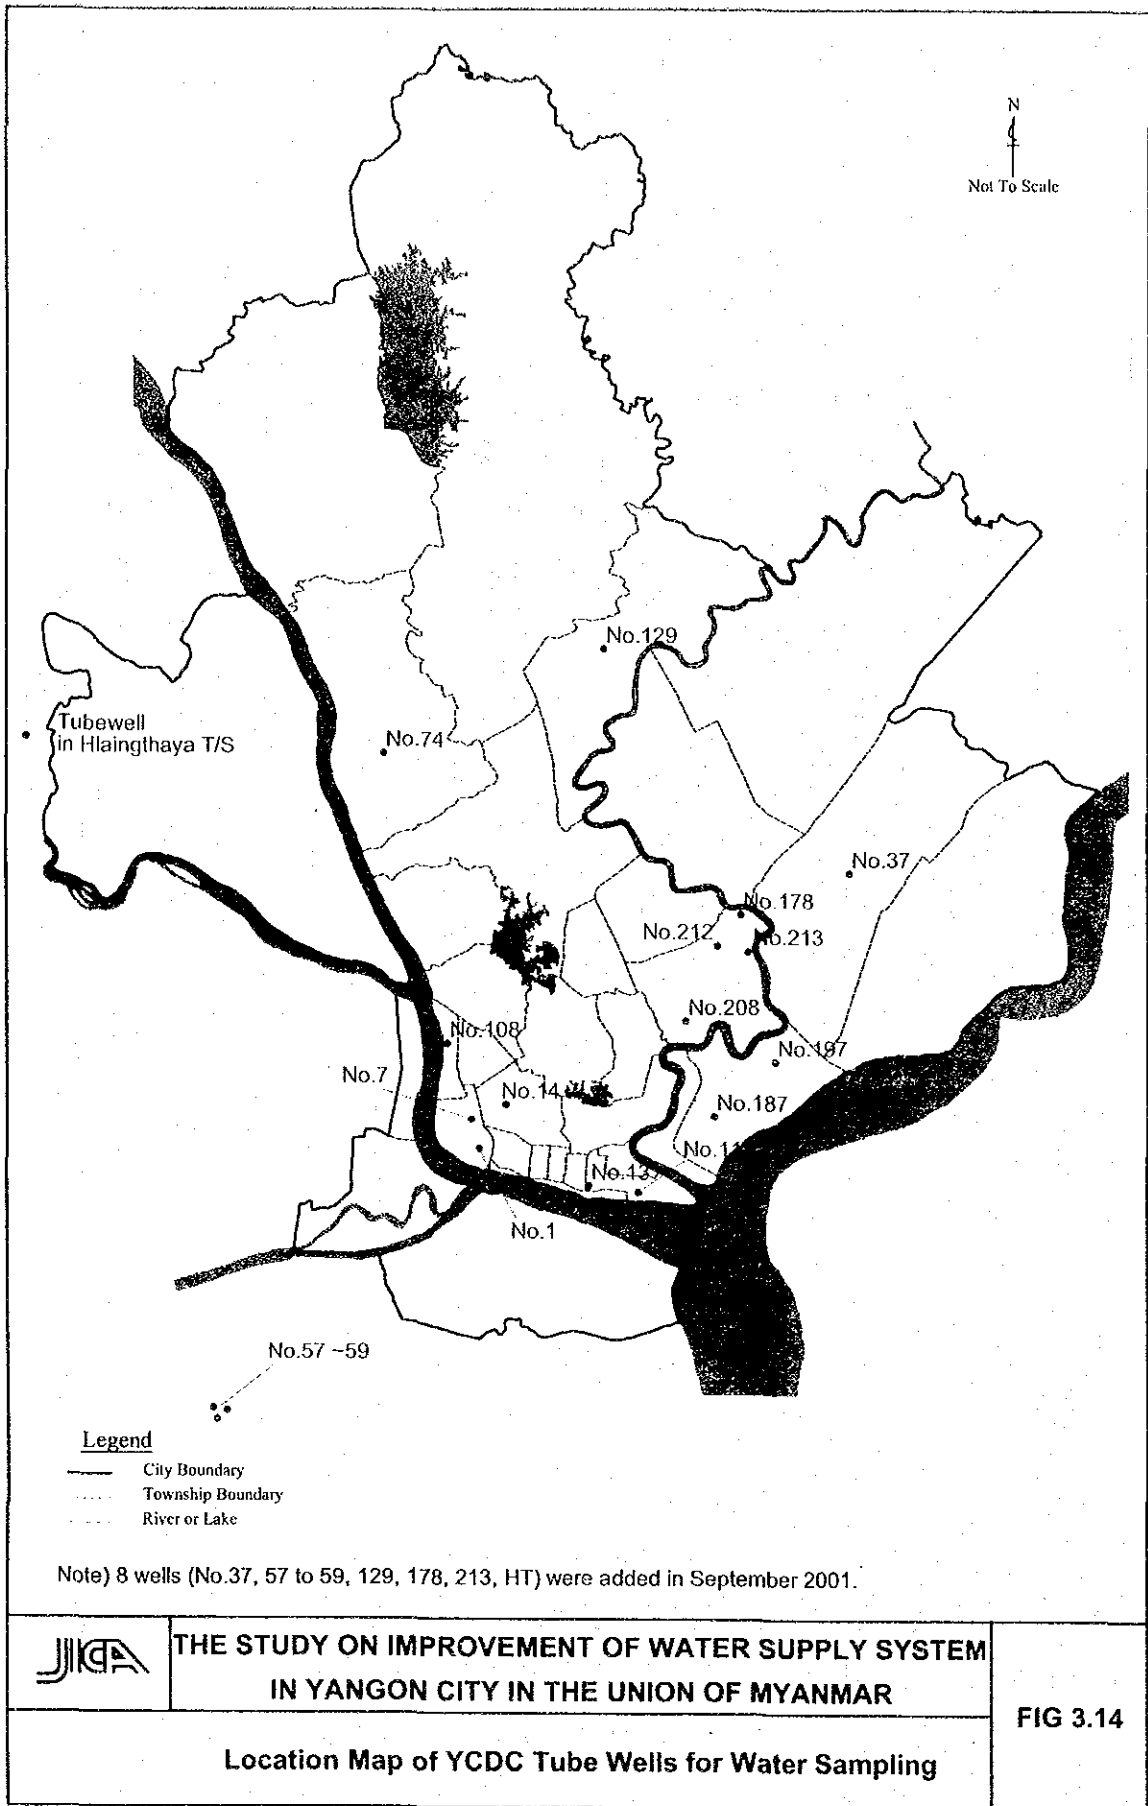 N
Not To Scale
No.129
Tubewell
in Hlaingthaya T/S
No.74
No.37
No.178
No.212
No.213
No.208
No.108
No.197
No.7
No.14
No.187
No.13
No.1
No.57 ~59
Legend
City Boundary
Township Boundary
River or Lake
Note) 8 wells (No.37, 57 to 59, 129, 178, 213, HT) were added in September 2001.
JICA
THE STUDY ON IMPROVEMENT OF WATER SUPPLY SYSTEM
IN YANGON CITY IN THE UNION OF MYANMAR
FIG 3.14
Location Map of YCDC Tube Wells for Water Sampling